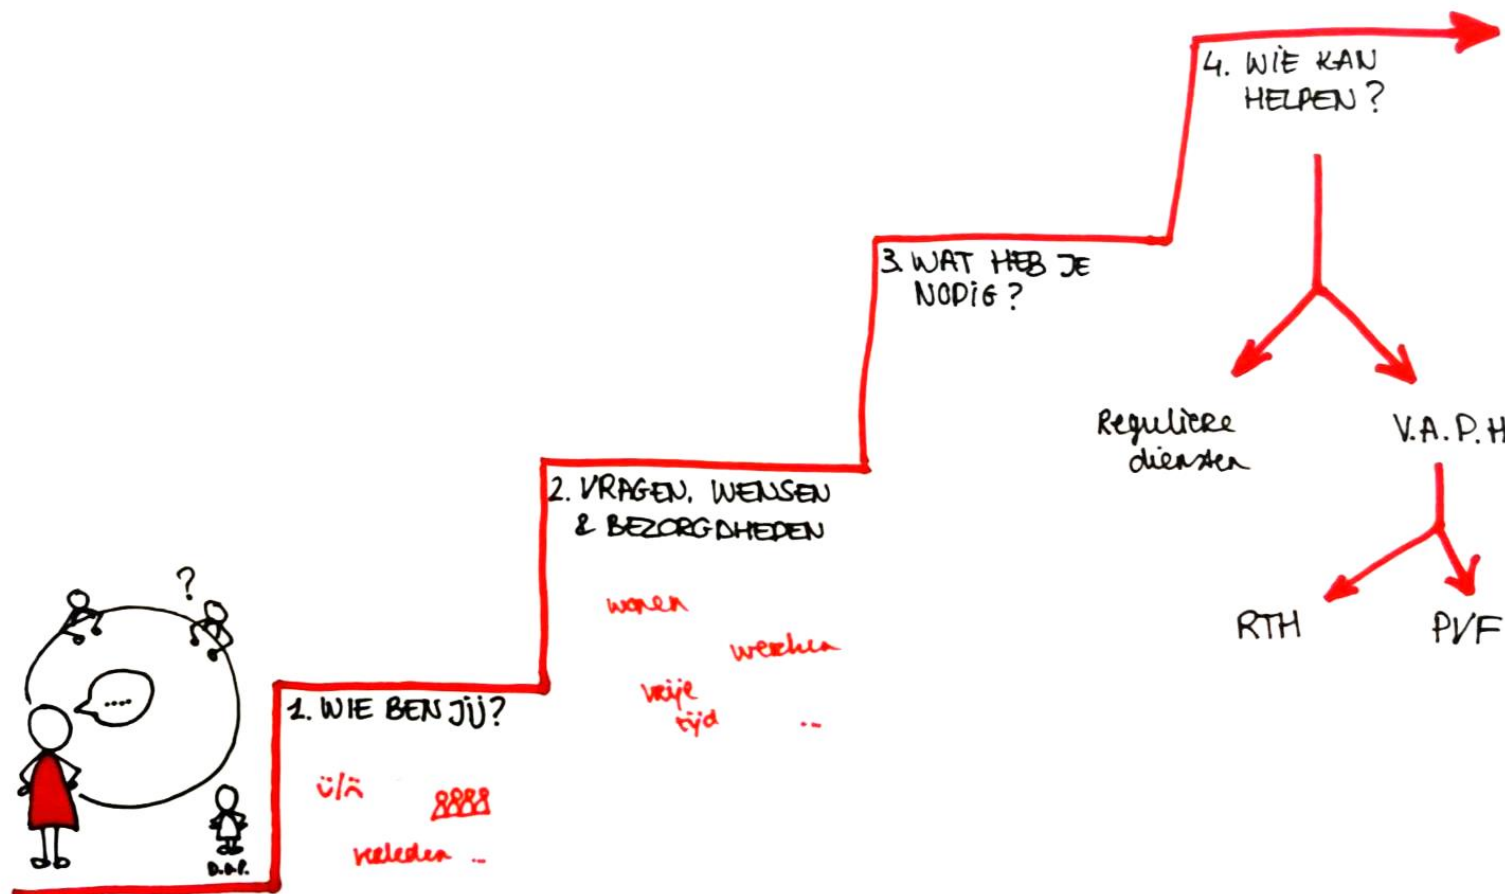 ?
....
D.O.P.
1. WIE BEN JIJ?
verleden ...
2. VRAGEN, WENSEN
& BEZORGDHEDEN
wonen
werken
vrije
tijd
...
3. WAT HEB JE
NODIG?
4. WIE KAN
HELPEN?
Reguliere
diensten
V.A.P.H
RTH
PVF